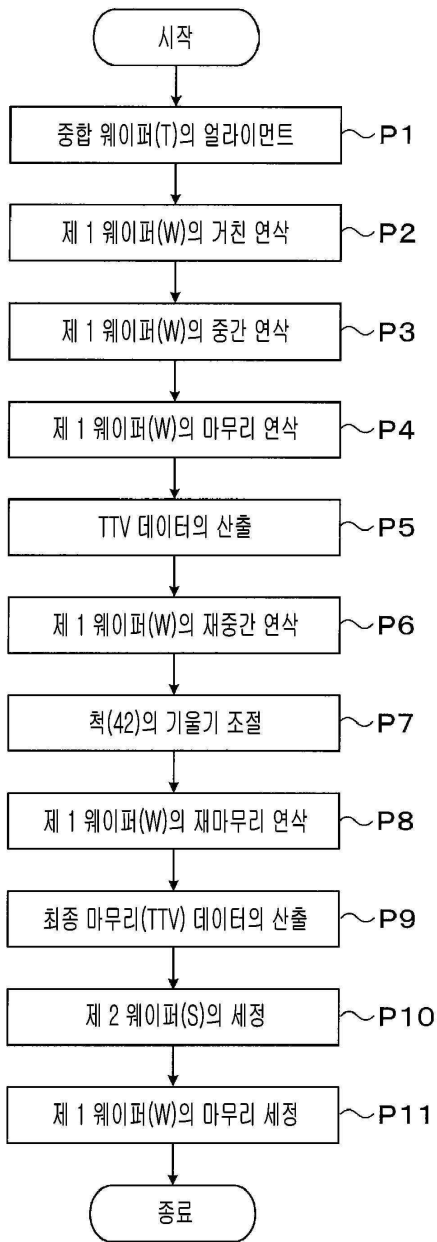 시작
중합 웨이퍼(T)의 얼라이먼트 P1
제 1 웨이퍼(W)의 거친 연삭 P2
제 1 웨이퍼(W)의 중간 연삭 P3
제 1 웨이퍼(W)의 마무리 연삭 P4
TTV 데이터의 산출 P5
제 1 웨이퍼(W)의 재중간 연삭 P6
척(42)의 기울기 조절 P7
제 1 웨이퍼(W)의 재마무리 연삭 P8
최종 마무리(TTV) 데이터의 산출 P9
제 2 웨이퍼(S)의 세정 P10
제 1 웨이퍼(W)의 마무리 세정 P11
종료